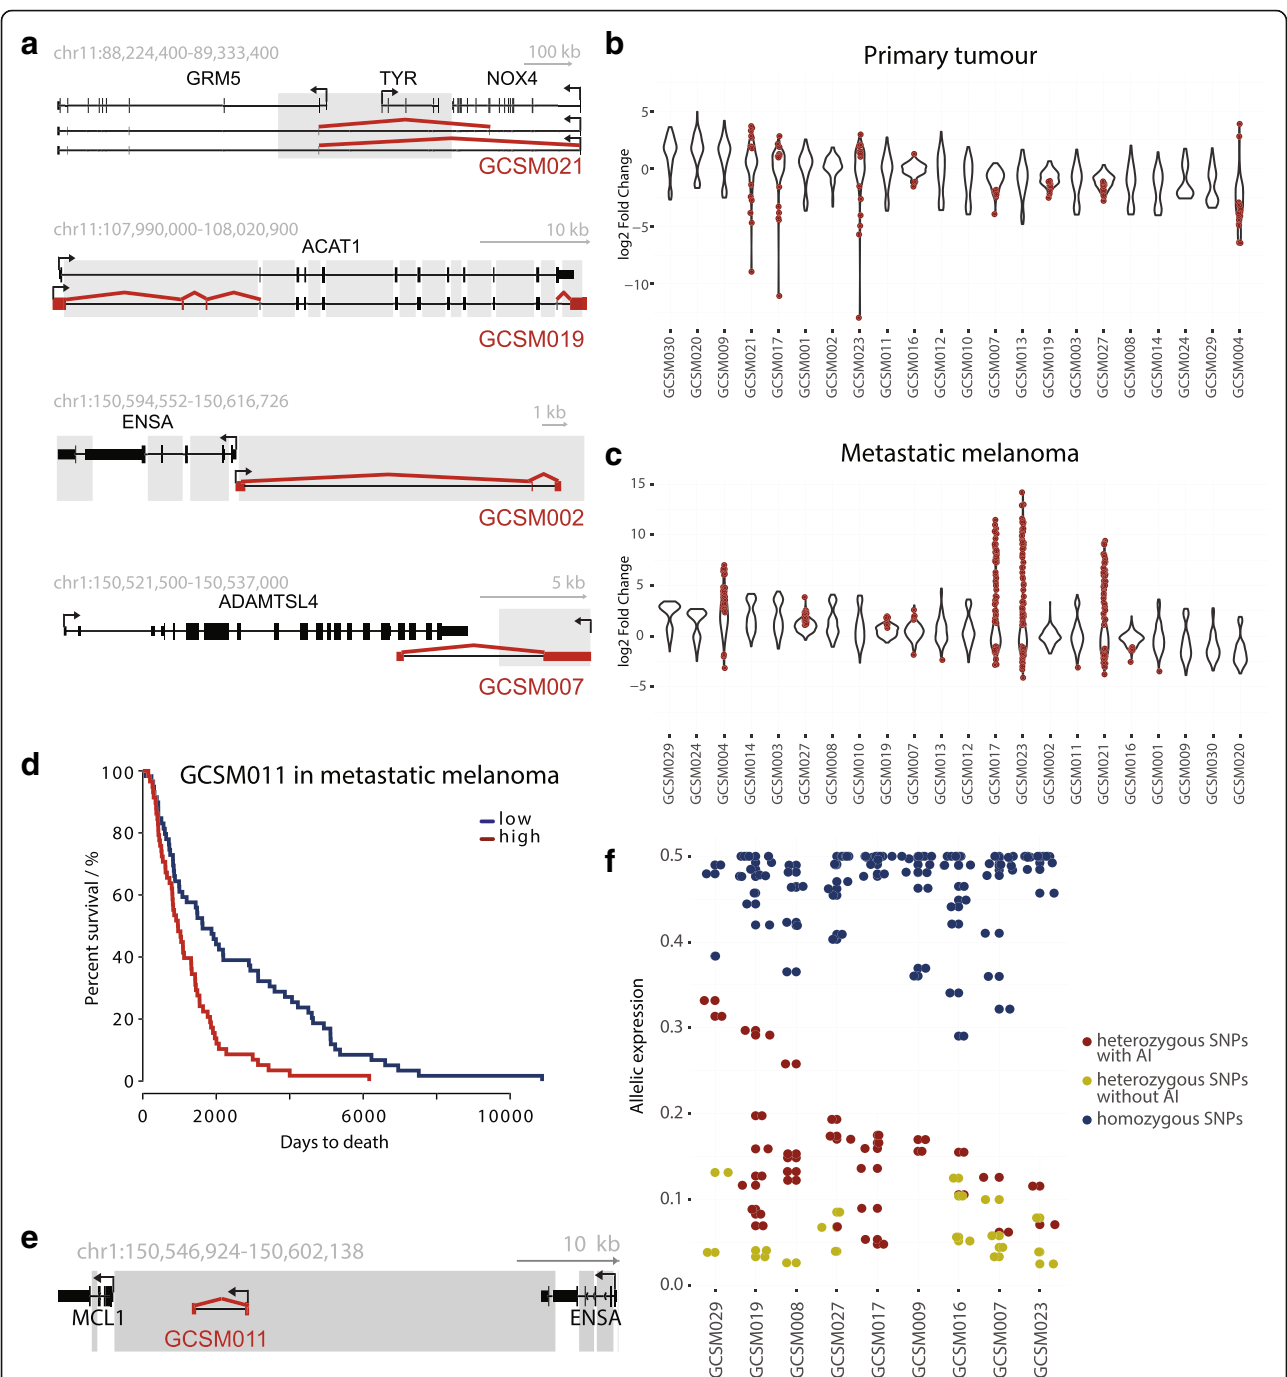 a
chr11:88,224,400-89,333,400
100 kb
GRM5
TYR
NOX4
GCSM021
chr11:107,990,000-108,020,900
10 kb
ACAT1
GCSM019
chr1:150,594,552-150,616,726
1 kb
ENSA
GCSM002
chr1:150,521,500-150,537,000
5 kb
ADAMTSL4
GCSM007
b
Primary tumour
log2 Fold Change
5
0
−5
−10
GCSM030
GCSM020
GCSM009
GCSM021
GCSM017
GCSM001
GCSM002
GCSM023
GCSM011
GCSM016
GCSM012
GCSM010
GCSM007
GCSM013
GCSM019
GCSM003
GCSM027
GCSM008
GCSM014
GCSM024
GCSM029
GCSM004
c
Metastatic melanoma
log2 Fold Change
15
10
5
0
−5
GCSM029
GCSM024
GCSM004
GCSM014
GCSM003
GCSM027
GCSM008
GCSM010
GCSM019
GCSM007
GCSM013
GCSM012
GCSM017
GCSM023
GCSM002
GCSM011
GCSM021
GCSM016
GCSM001
GCSM009
GCSM030
GCSM020
d
GCSM011 in metastatic melanoma
low
high
Percent survival / %
100
80
60
40
20
0
0
2000
6000
10000
Days to death
e
chr1:150,546,924-150,602,138
10 kb
MCL1
ENSA
GCSM011
f
Allelic expression
0.5
0.4
0.3
0.2
0.1
0.0
heterozygous SNPs
with AI
heterozygous SNPs
without AI
homozygous SNPs
GCSM029
GCSM019
GCSM008
GCSM027
GCSM017
GCSM009
GCSM016
GCSM007
GCSM023